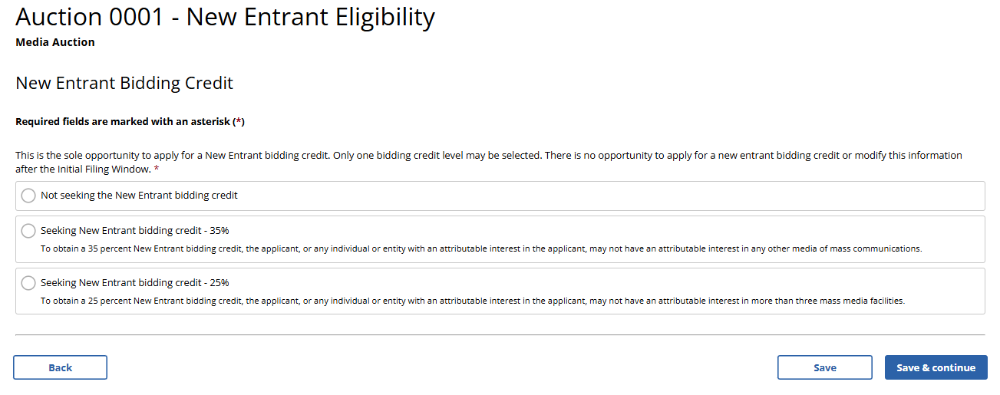 Auction 0001 - New Entrant Eligibility
Media Auction
New Entrant Bidding Credit
Required fields are marked with an asterisk (*)
This is the sole opportunity to apply for a New Entrant bidding credit. Only one bidding credit level may be selected. There is no opportunity to apply for a new entrant bidding credit or modify this information
after the Initial Filing Window. *
Not seeking the New Entrant bidding credit
Seeking New Entrant bidding credit - 35%
To obtain a 35 percent New Entrant bidding credit, the applicant, or any individual or entity with an attributable interest in the applicant, may not have an attributable interest in any other media of mass communications.
Seeking New Entrant bidding credit - 25%
To obtain a 25 percent New Entrant bidding credit, the applicant, or any individual or entity with an attributable interest in the applicant, may not have an attributable interest in more than three mass media facilities.
Back
Save
Save & continue